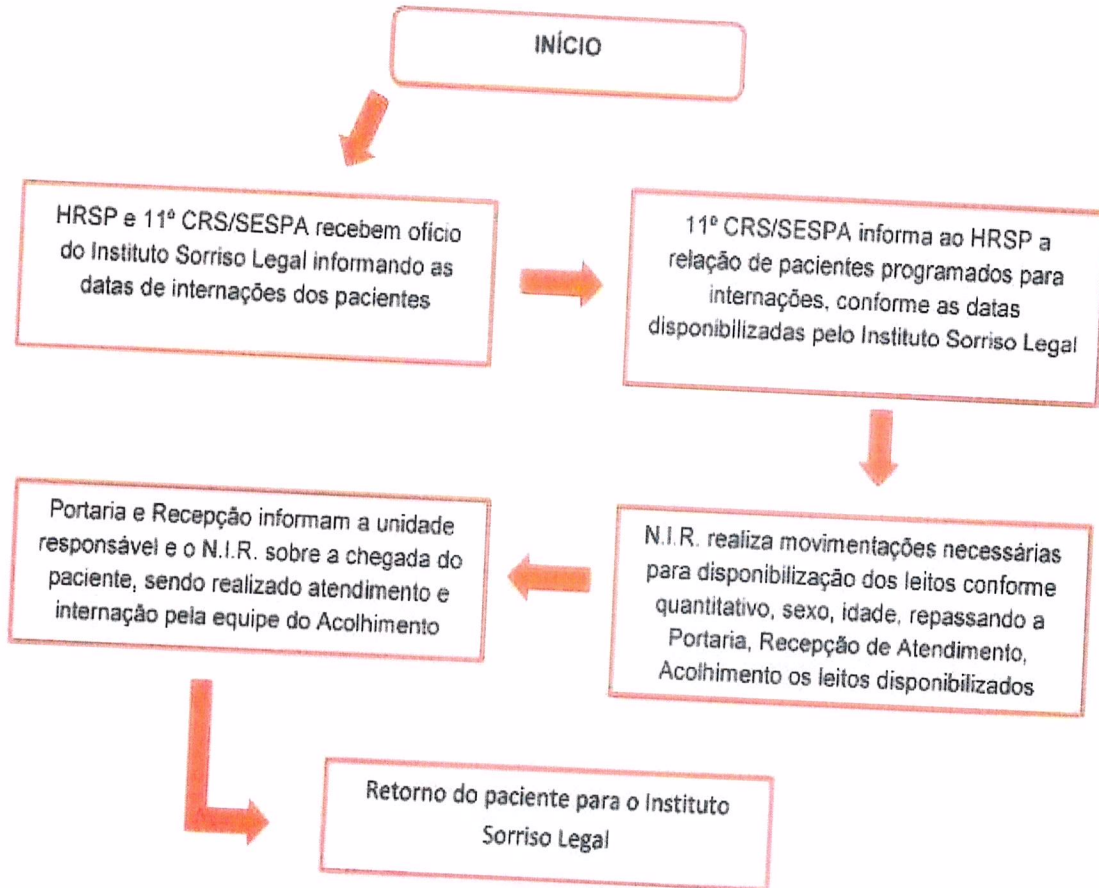 INÍCIO
HRSP e 11º CRS/SESPA recebem ofício
do Instituto Sorriso Legal informando as
datas de internações dos pacientes
11º CRS/SESPA informa ao HRSP a
relação de pacientes programados para
internações, conforme as datas
disponibilizadas pelo Instituto Sorriso Legal
N.I.R. realiza movimentações necessárias
para disponibilização dos leitos conforme
quantitativo, sexo, idade, repassando a
Portaria, Recepção de Atendimento,
Acolhimento os leitos disponibilizados
Portaria e Recepção informam a unidade
responsável e o N.I.R. sobre a chegada do
paciente, sendo realizado atendimento e
internação pela equipe do Acolhimento
Retorno do paciente para o Instituto
Sorriso Legal